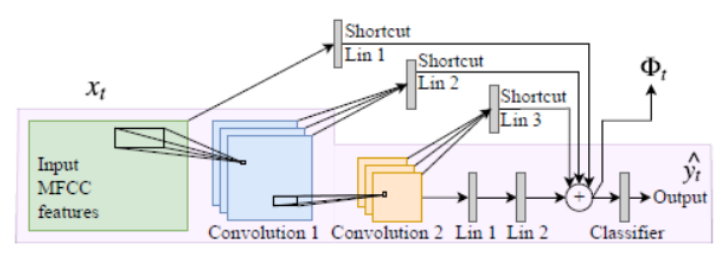 Shortcut
Lin 1
Shortcut
Lin 2
Φt
xt
Shortcut
Lin 3
Input
MFCC
features
ŷt
+
Output
Convolution 1
Convolution 2
Lin 1
Lin 2
Classifier